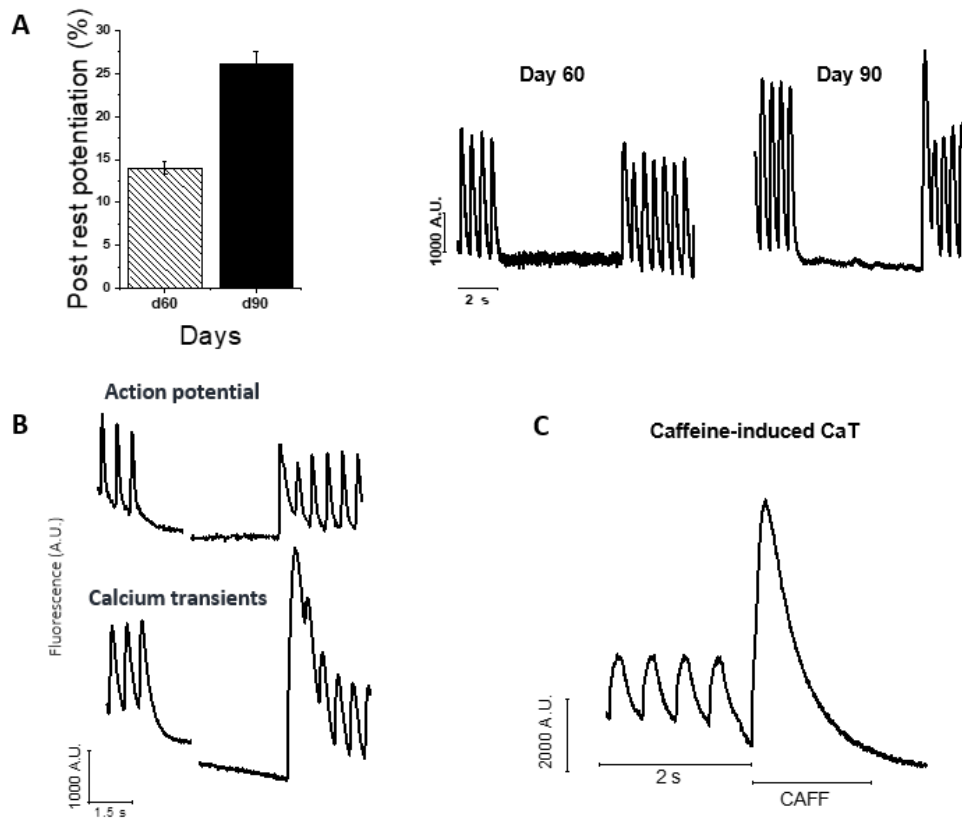 A
Post rest potentiation (%)
30
25
20
15
10
5
0
d60
d90
Days
Day 60
Day 90
1000 A.U.
2 s
B
Action potential
Fluorescence (A.U.)
Calcium transients
1000 A.U.
1.5 s
C
Caffeine-induced CaT
2000 A.U.
2 s
CAFF